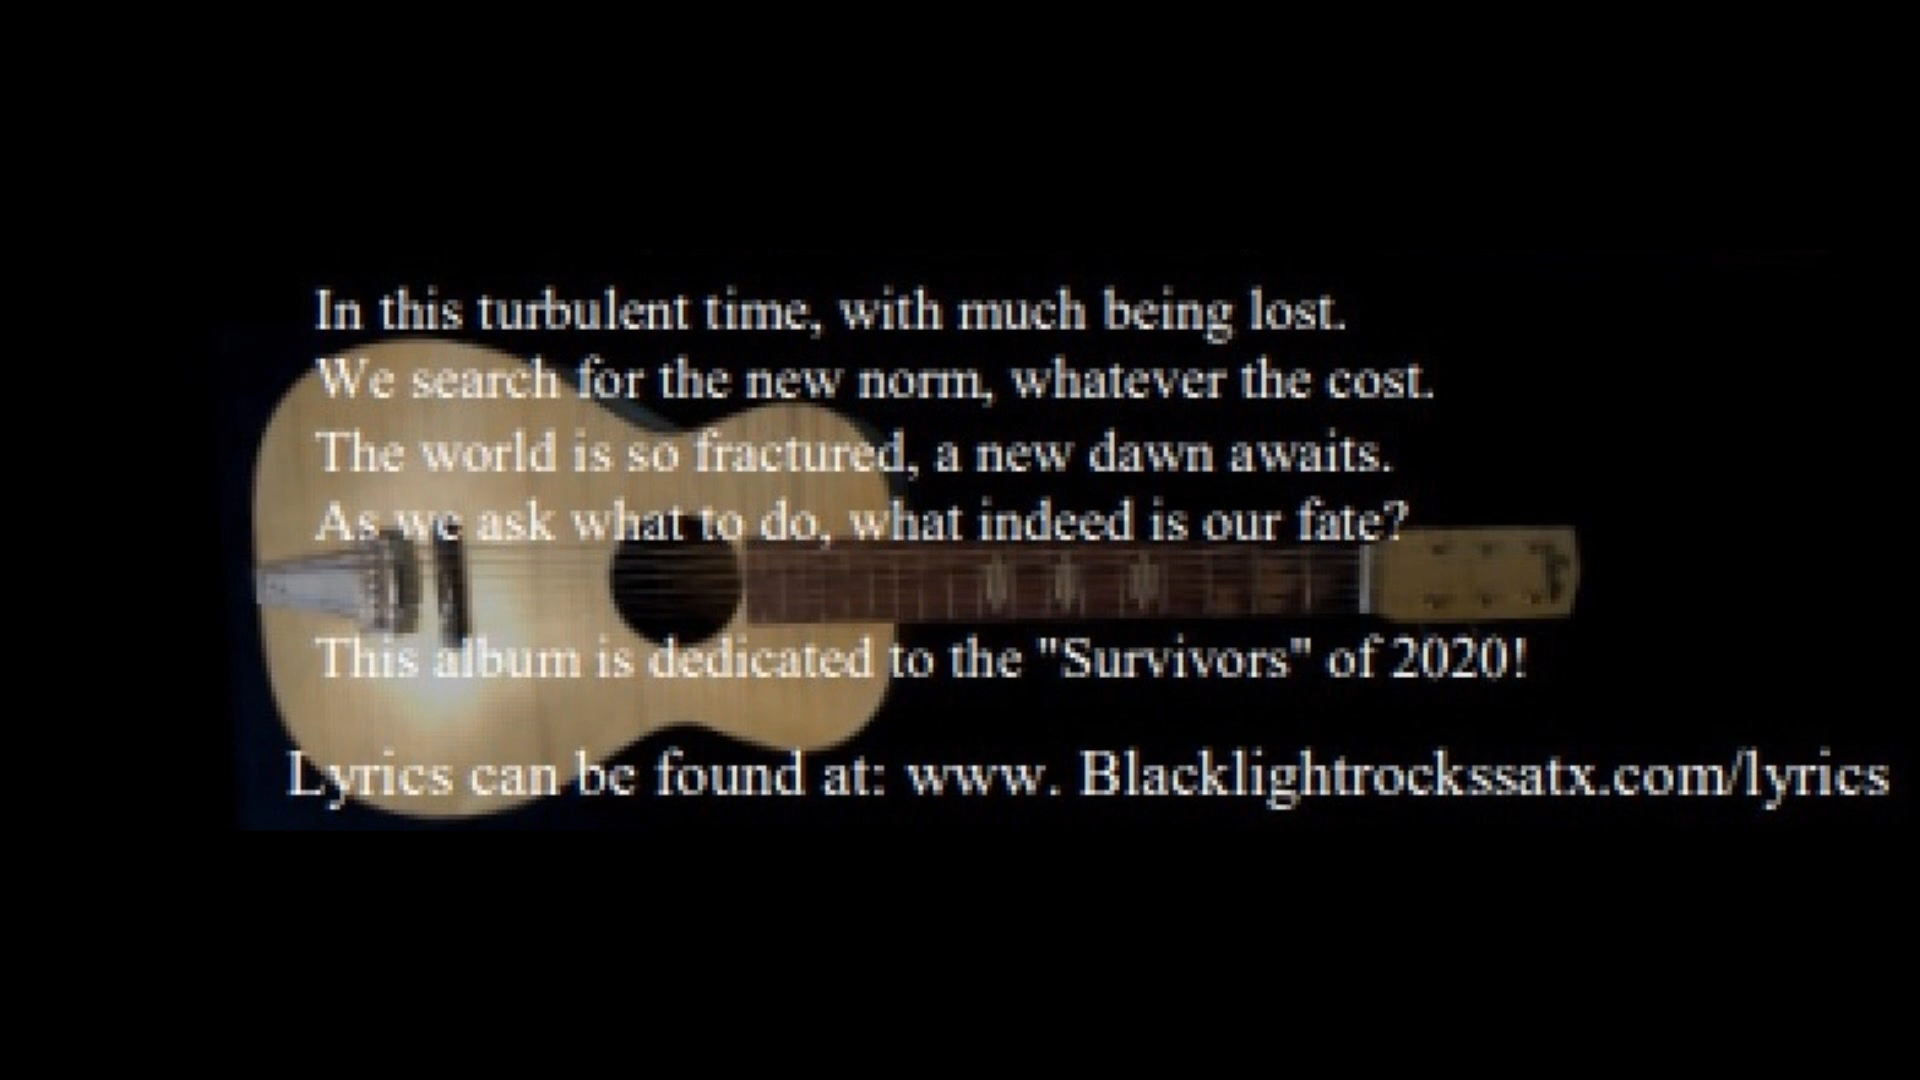 In this turbulent time, with much being lost.
We search for the new norm, whatever the cost.
The world is so fractured, a new dawn awaits.
As we ask what to do, what indeed is our fate?
This album is dedicated to the "Survivors" of 2020!
Lyrics can be found at: www. Blacklightrockssatx.com/lyrics